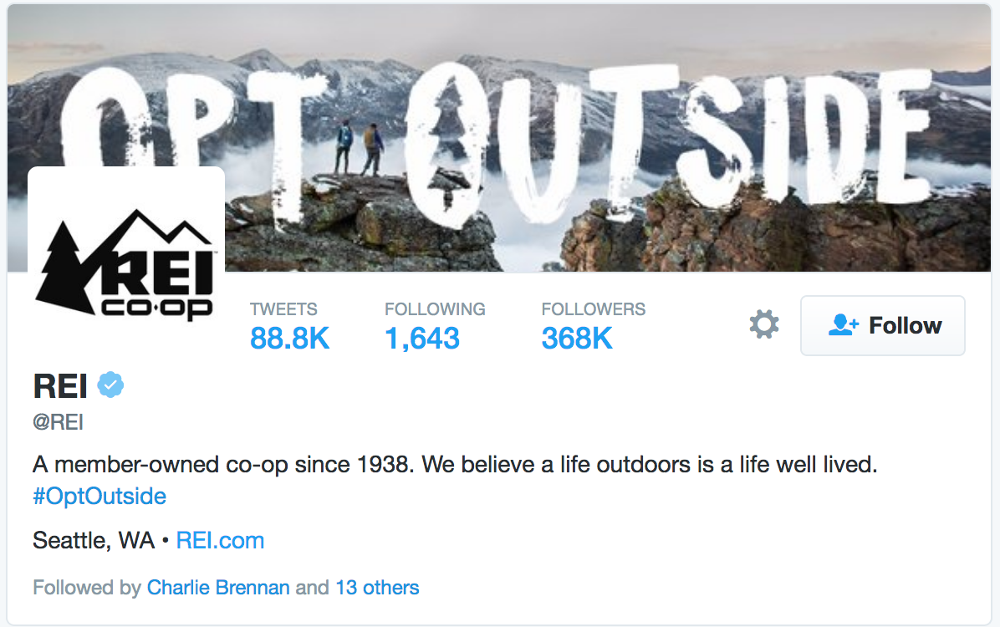 OPT OUTSIDE
REI
CO·OP
TWEETS
88.8K
FOLLOWING
1,643
FOLLOWERS
368K
Follow
REI
@REI
A member-owned co-op since 1938. We believe a life outdoors is a life well lived.
#OptOutside
Seattle, WA • REI.com
Followed by Charlie Brennan and 13 others